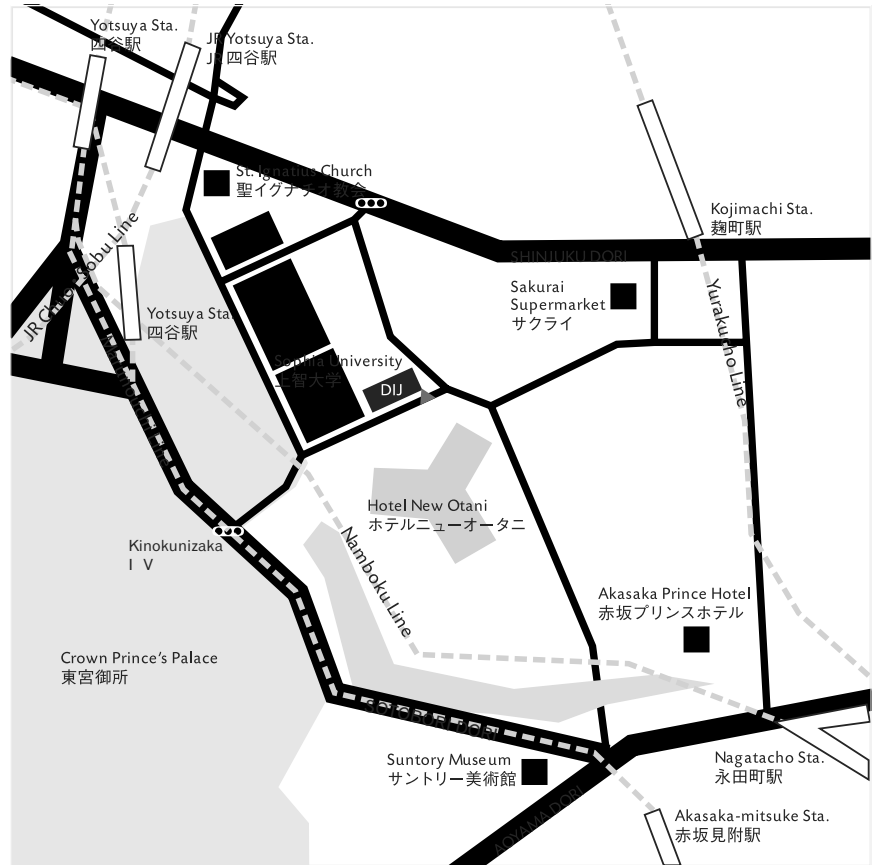 Yotsuya Sta.
四谷駅
JR Yotsuya Sta.
JR 四谷駅
St. Ignatius Church
聖イグナチオ教会
Kojimachi Sta.
麹町駅
SHINJUKU DORI
JR Chuo, Sobu Line
Sakurai
Supermarket
サクライ
Yotsuya Sta.
四谷駅
Yurakucho Line
Marunouchi Line
Sophia University
上智大学
DIJ
Hotel New Otani
ホテルニューオータニ
Kinokunizaka
I V
Namboku Line
Akasaka Prince Hotel
赤坂プリンスホテル
Crown Prince's Palace
東宮御所
SOTOBORI DORI
Suntory Museum
サントリー美術館
Nagatacho Sta.
永田町駅
AOYAMA DORI
Akasaka-mitsuke Sta.
赤坂見附駅